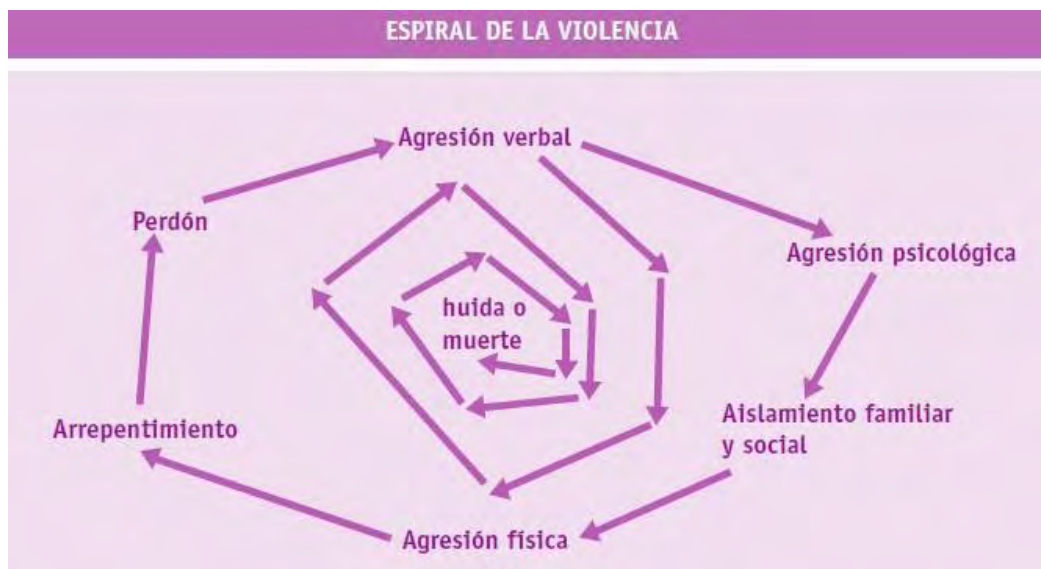 ESPIRAL DE LA VIOLENCIA
Agresión verbal
Perdón
Agresión psicológica
huida o
muerte
Arrepentimiento
Aislamiento familiar
y social
Agresión física